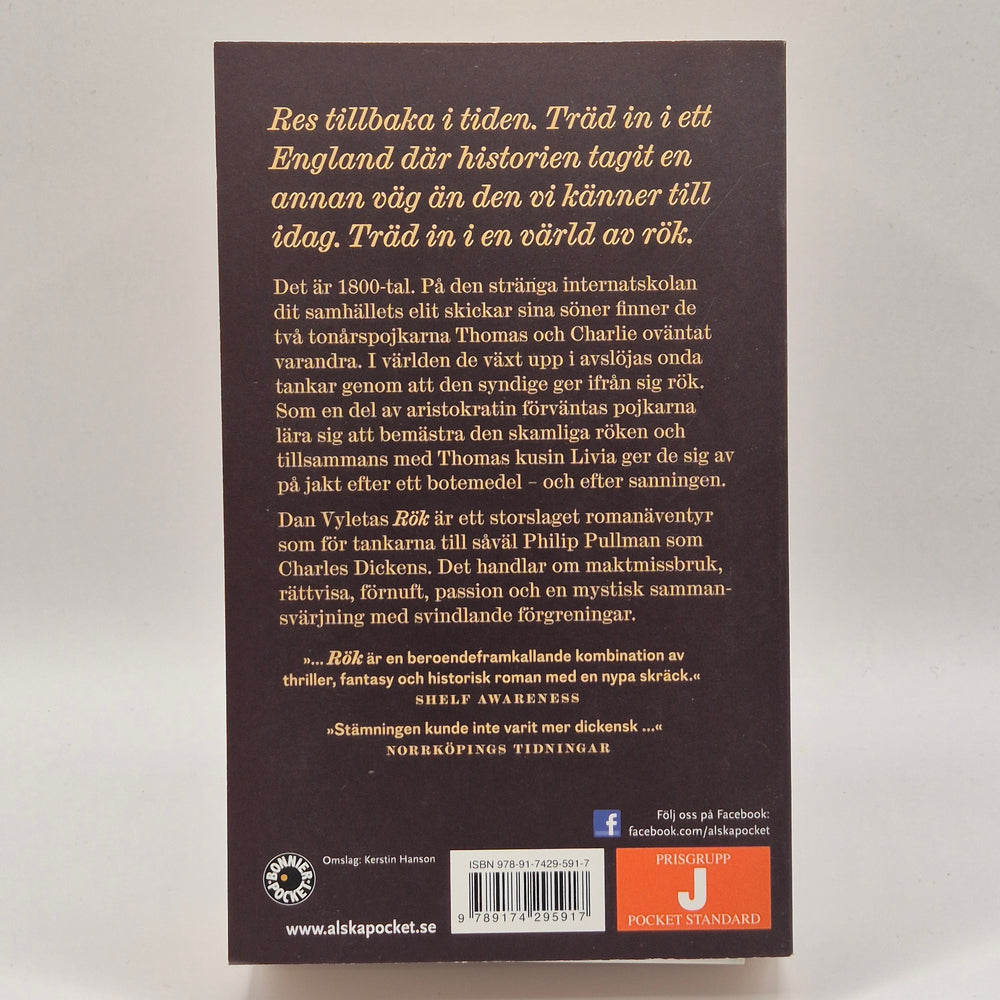 Res tillbaka i tiden. Träd in i ett
England där historien tagit en
annan väg än den vi känner till
idag. Träd in i en värld av rök.
Det är 1800-tal. På den stränga internatskolan
dit samhällets elit skickar sina söner finner de
två tonårspojkarna Thomas och Charlie oväntat
varandra. I världen de växt upp i avslöjas onda
tankar genom att den syndige ger ifrån sig rök.
Som en del av aristokratin förväntas pojkarna
lära sig att bemästra den skamliga röken och
tillsammans med Thomas kusin Livia ger de sig av
på jakt efter ett botemedel – och efter sanningen.
Dan Vyletas Rök är ett storslaget romanäventyr
som för tankarna till såväl Philip Pullman som
Charles Dickens. Det handlar om maktmissbruk,
rättvisa, förnuft, passion och en mystisk samman-
svärjning med svindlande förgreningar.
»... Rök är en beroendeframkallande kombination av
thriller, fantasy och historisk roman med en nypa skräck.«
SHELF AWARENESS
»Stämningen kunde inte varit mer dickensk ...«
NORRKÖPINGS TIDNINGAR
f
Följ oss på Facebook:
facebook.com/alskapocket
BONNIER POCKET
Omslag: Kerstin Hanson
www.alskapocket.se
ISBN 978-91-7429-591-7
9 789174 295917
PRISGRUPP
J
POCKET STANDARD